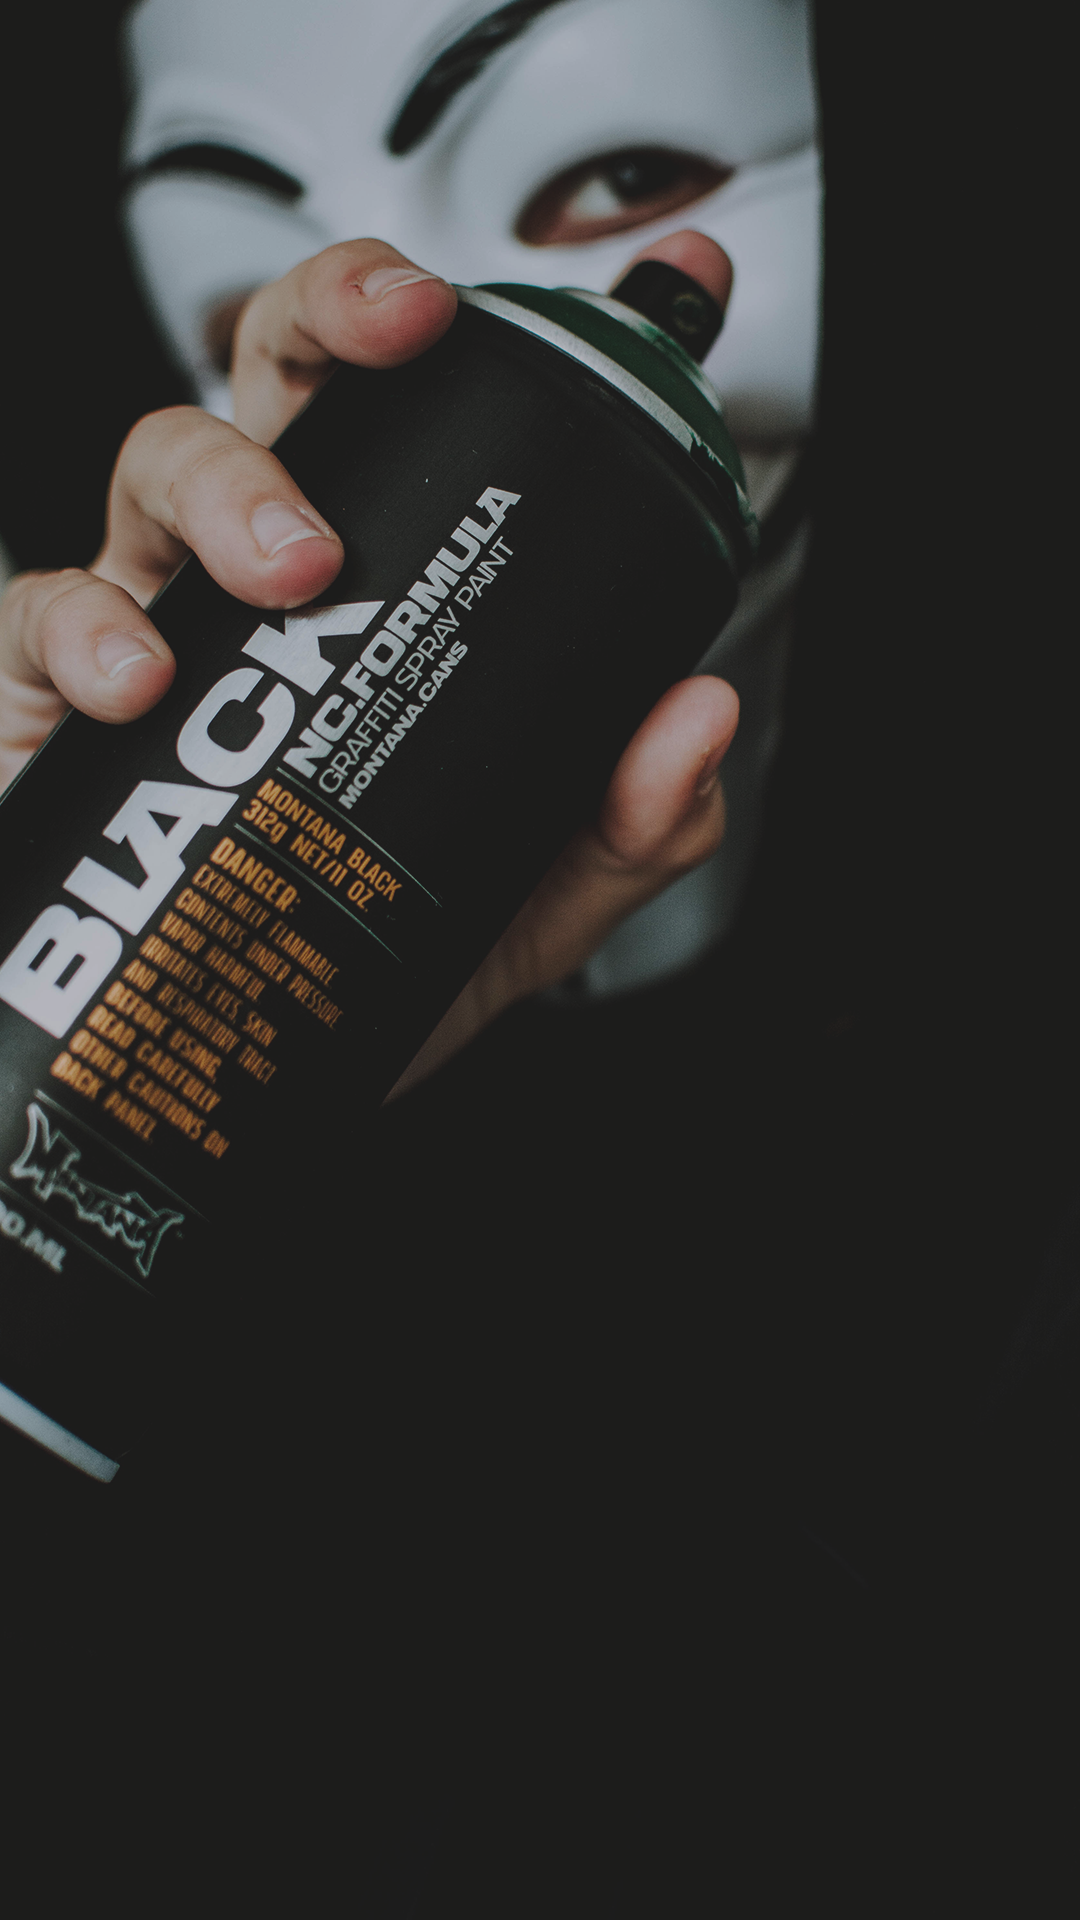 BLACK
NC.FORMULA
GRAFFITI SPRAY PAINT
MONTANA.CANS
MONTANA BLACK
312g NET/11 OZ.
DANGER:
EXTREMELY FLAMMABLE
CONTENTS UNDER PRESSURE
VAPOR HARMFUL
IRRITATES EYES, SKIN
AND RESPIRATORY TRACT
BEFORE USING,
READ CAREFULLY
OTHER CAUTIONS ON
BACK PANEL
MONTANA